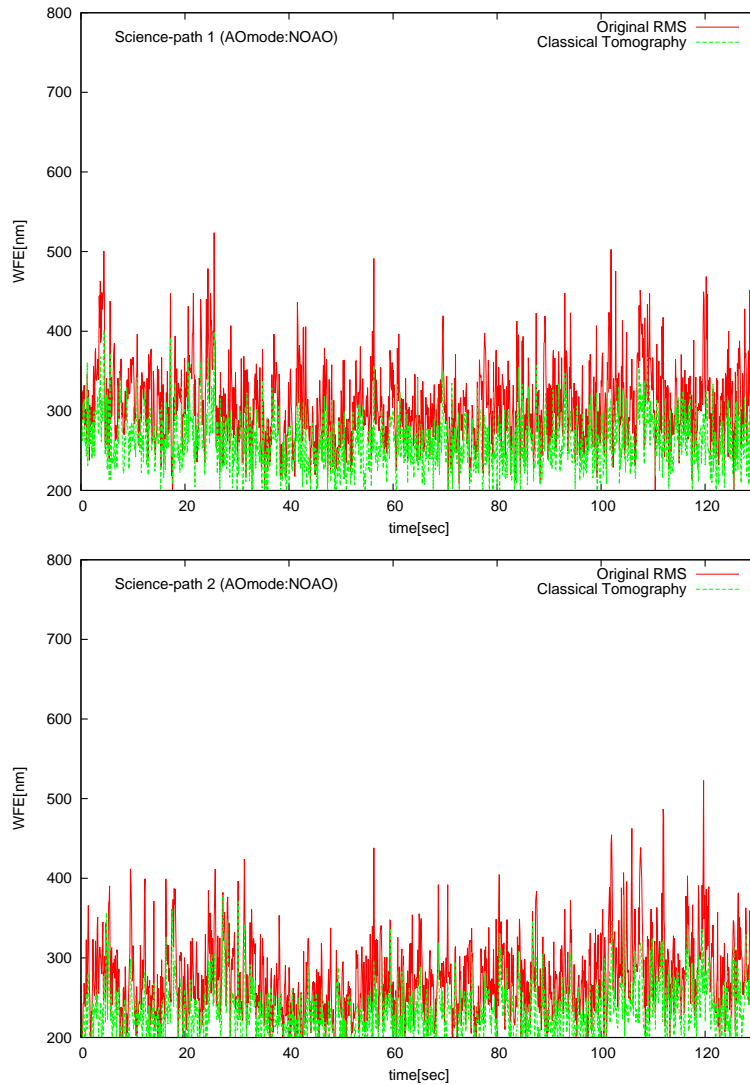 800
700
600
500
400
300
200
WFE[nm]
Science-path 1 (AOmode:NOAO)
Original RMS
Classical Tomography
0 20 40 60 80 100 120
time[sec]
800
700
600
500
400
300
200
WFE[nm]
Science-path 2 (AOmode:NOAO)
Original RMS
Classical Tomography
0 20 40 60 80 100 120
time[sec]